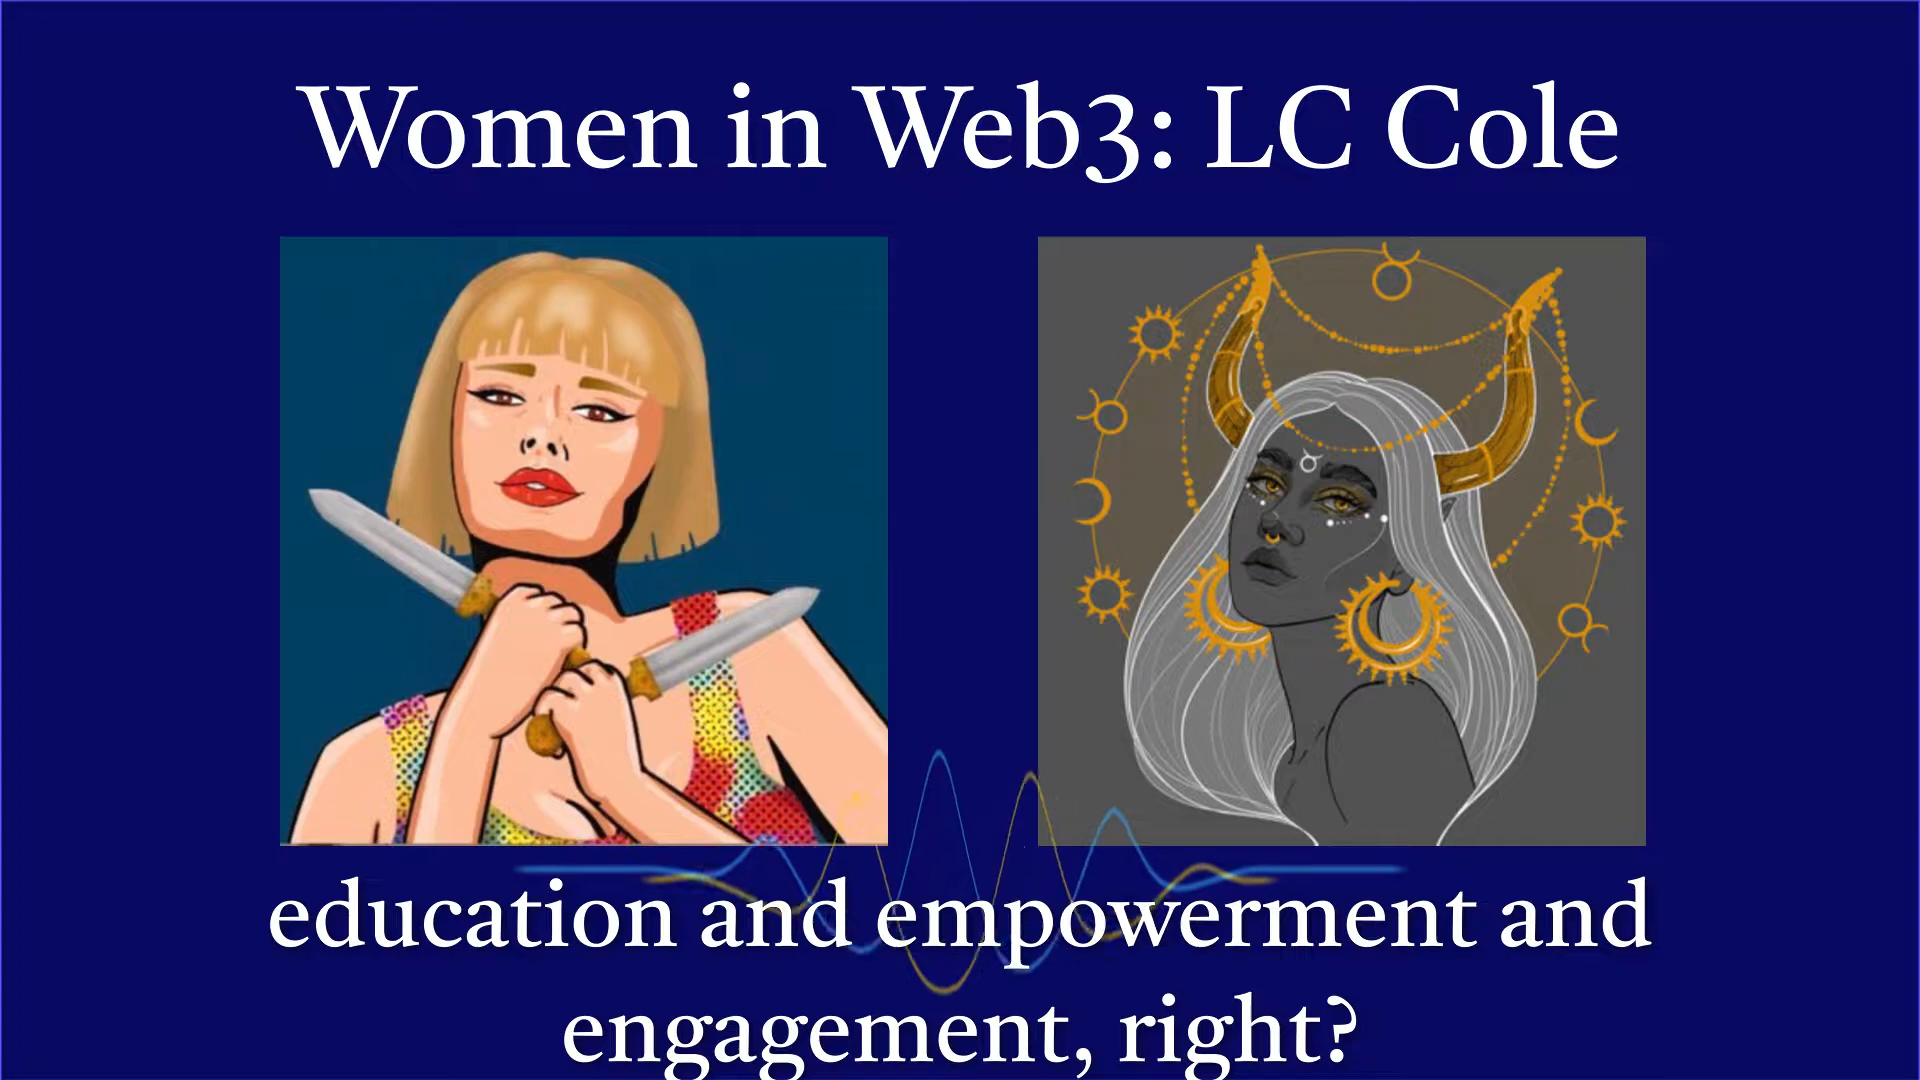 Women in Web3: LC Cole
education and empowerment and
engagement, right?